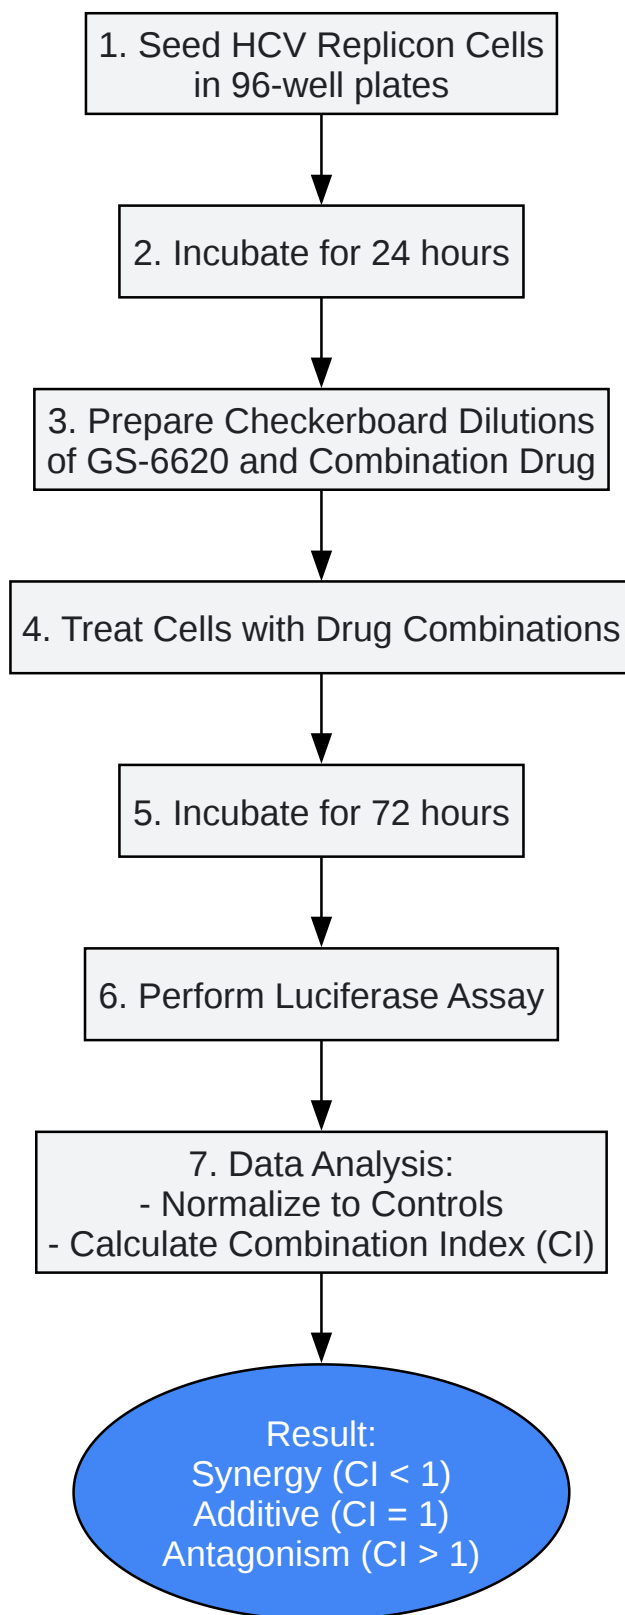 1. Seed HCV Replicon Cells
in 96-well plates
2. Incubate for 24 hours
3. Prepare Checkerboard Dilutions
of GS-6620 and Combination Drug
4. Treat Cells with Drug Combinations
5. Incubate for 72 hours
6. Perform Luciferase Assay
7. Data Analysis:
- Normalize to Controls
- Calculate Combination Index (CI)
Result:
Synergy (CI < 1)
Additive (CI = 1)
Antagonism (CI > 1)